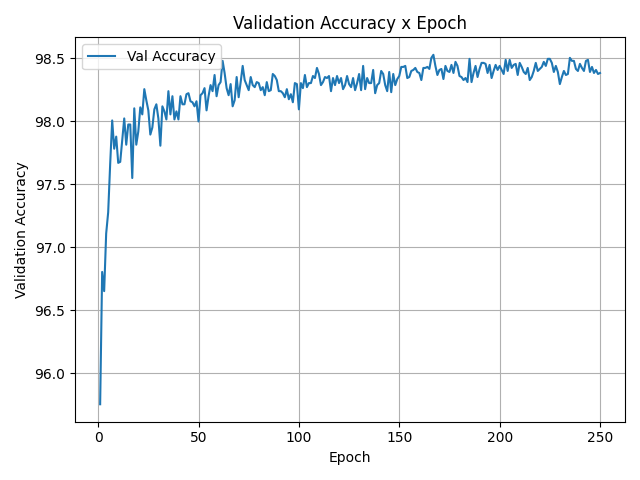 Validation Accuracy x Epoch
Val Accuracy
98.5
98.0
97.5
97.0
96.5
96.0
Validation Accuracy
0 50 100 150 200 250
Epoch